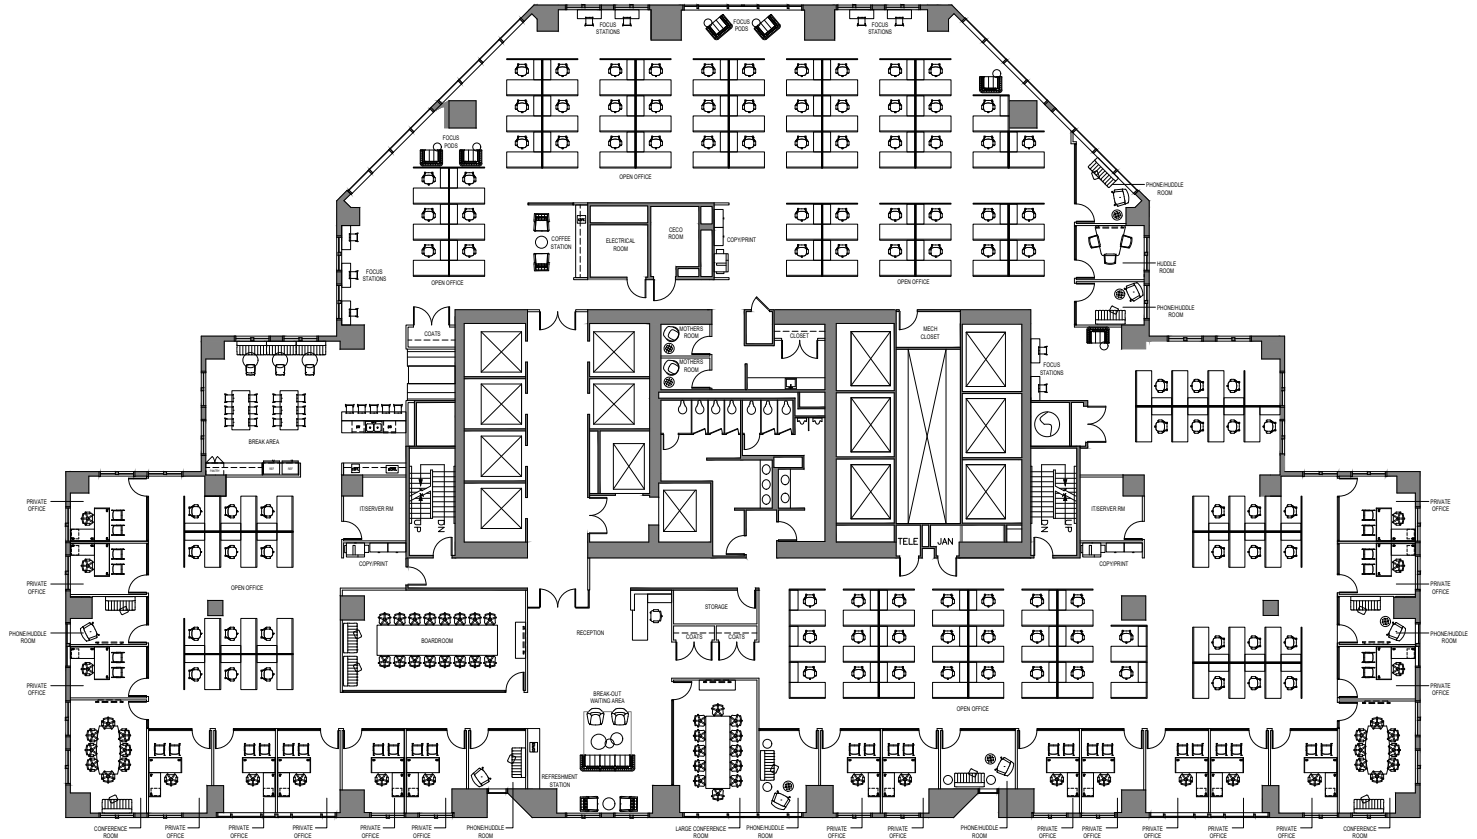 FOCUS
STATIONS
FOCUS
PODS
FOCUS
STATIONS
FOCUS
PODS
OPEN OFFICE
PHONE/HUDDLE
ROOM
ELECTRICAL
ROOM
CECO
ROOM
COFFEE
STATION
COPY/PRINT
HUDDLE
ROOM
FOCUS
STATIONS
OPEN OFFICE
OPEN OFFICE
PHONE/HUDDLE
ROOM
COATS
MOTHERS
ROOM
CLOSET
MECH
CLOSET
MOTHERS
ROOM
FOCUS
STATIONS
BREAK AREA
PRIVATE
OFFICE
IT/SERVER RM
UP
DN
DN
UP
IT/SERVER RM
PRIVATE
OFFICE
TELE
JAN
COPY/PRINT
COPY/PRINT
PRIVATE
OFFICE
OPEN OFFICE
PRIVATE
OFFICE
STORAGE
PHONE/HUDDLE
ROOM
BOARDROOM
RECEPTION
COATS
COATS
PHONE/HUDDLE
ROOM
PRIVATE
OFFICE
BREAK-OUT
WAITING AREA
OPEN OFFICE
PRIVATE
OFFICE
REFRESHMENT
STATION
CONFERENCE
ROOM
PRIVATE
OFFICE
PRIVATE
OFFICE
PRIVATE
OFFICE
PRIVATE
OFFICE
PRIVATE
OFFICE
PHONE/HUDDLE
ROOM
LARGE CONFERENCE
ROOM
PHONE/HUDDLE
ROOM
PRIVATE
OFFICE
PRIVATE
OFFICE
PHONE/HUDDLE
ROOM
PRIVATE
OFFICE
PRIVATE
OFFICE
PRIVATE
OFFICE
PRIVATE
OFFICE
PRIVATE
OFFICE
CONFERENCE
ROOM